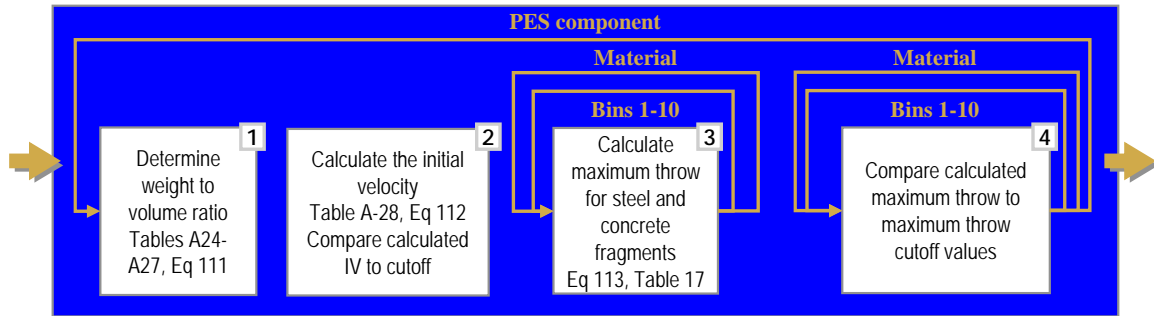 PES component
Material
Material
Bins 1-10
Bins 1-10
1
Determine
weight to
volume ratio
Tables A24-
A27, Eq 111
2
Calculate the initial
velocity
Table A-28, Eq 112
Compare calculated
IV to cutoff
3
Calculate
maximum throw
for steel and
concrete
fragments
Eq 113, Table 17
4
Compare calculated
maximum throw to
maximum throw
cutoff values